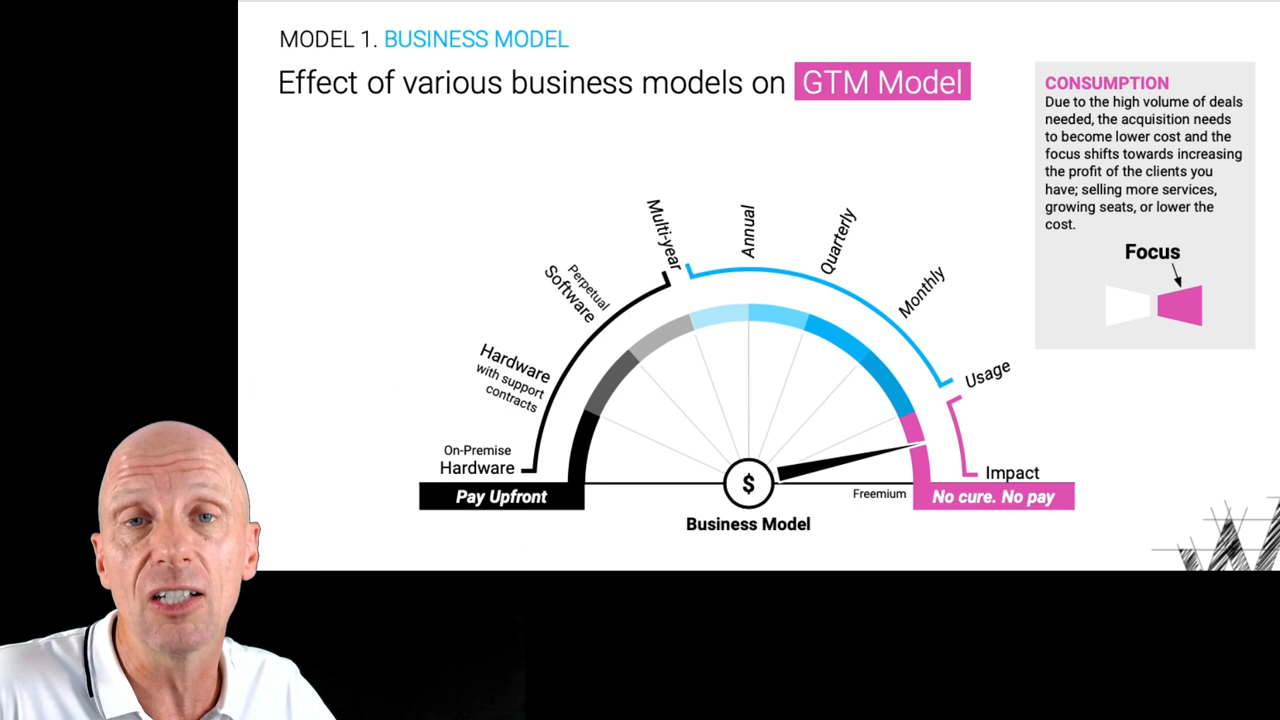 MODEL 1. BUSINESS MODEL
Effect of various business models on GTM Model
CONSUMPTION
Due to the high volume of deals
needed, the acquisition needs
to become lower cost and the
focus shifts towards increasing
the profit of the clients you
have; selling more services,
growing seats, or lower the
cost.
Focus
Multi-year
Annual
Quarterly
Monthly
Perpetual
Software
Hardware
with support
contracts
Usage
On-Premise
Hardware
Impact
Pay Upfront
$
Freemium
No cure. No pay
Business Model